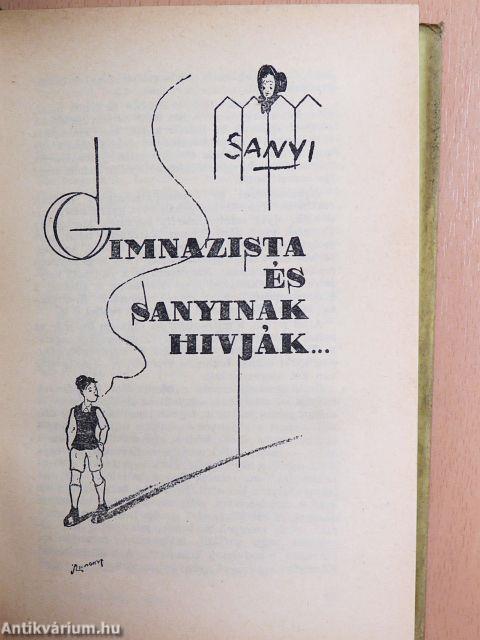 SANYI
GIMNAZISTA
ÉS
SANYINAK
HIVJÁK...
Antikvárium.hu